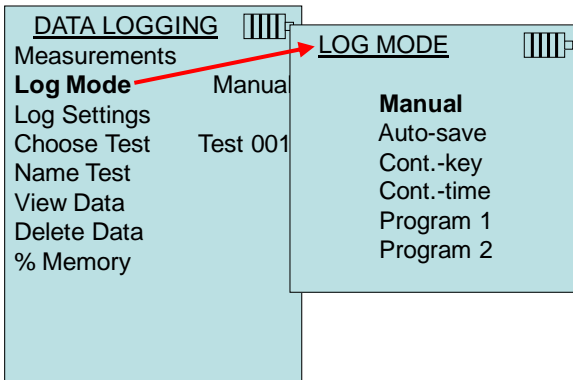 DATA LOGGING
Measurements
Log Mode Manual
Log Settings
Choose Test Test 001
Name Test
View Data
Delete Data
% Memory
LOG MODE
Manual
Auto-save
Cont.-key
Cont.-time
Program 1
Program 2